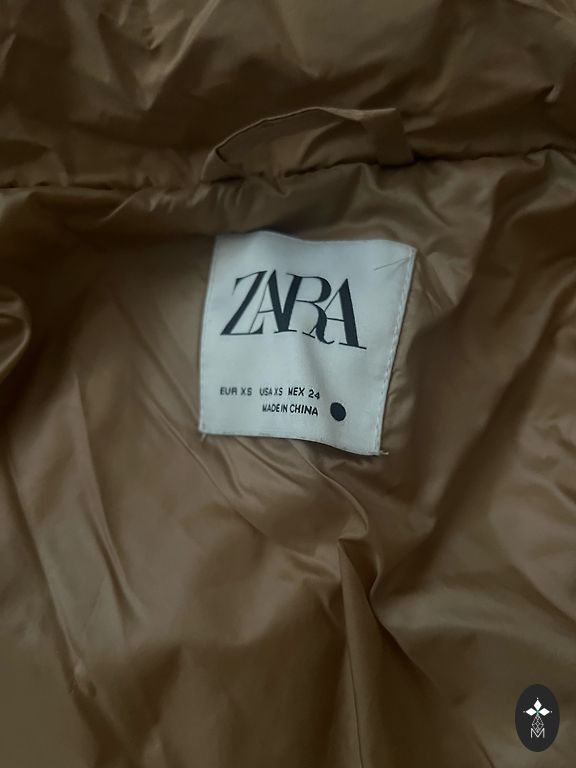 ZARA
EUR XS USA XS MEX 24
MADE IN CHINA
M